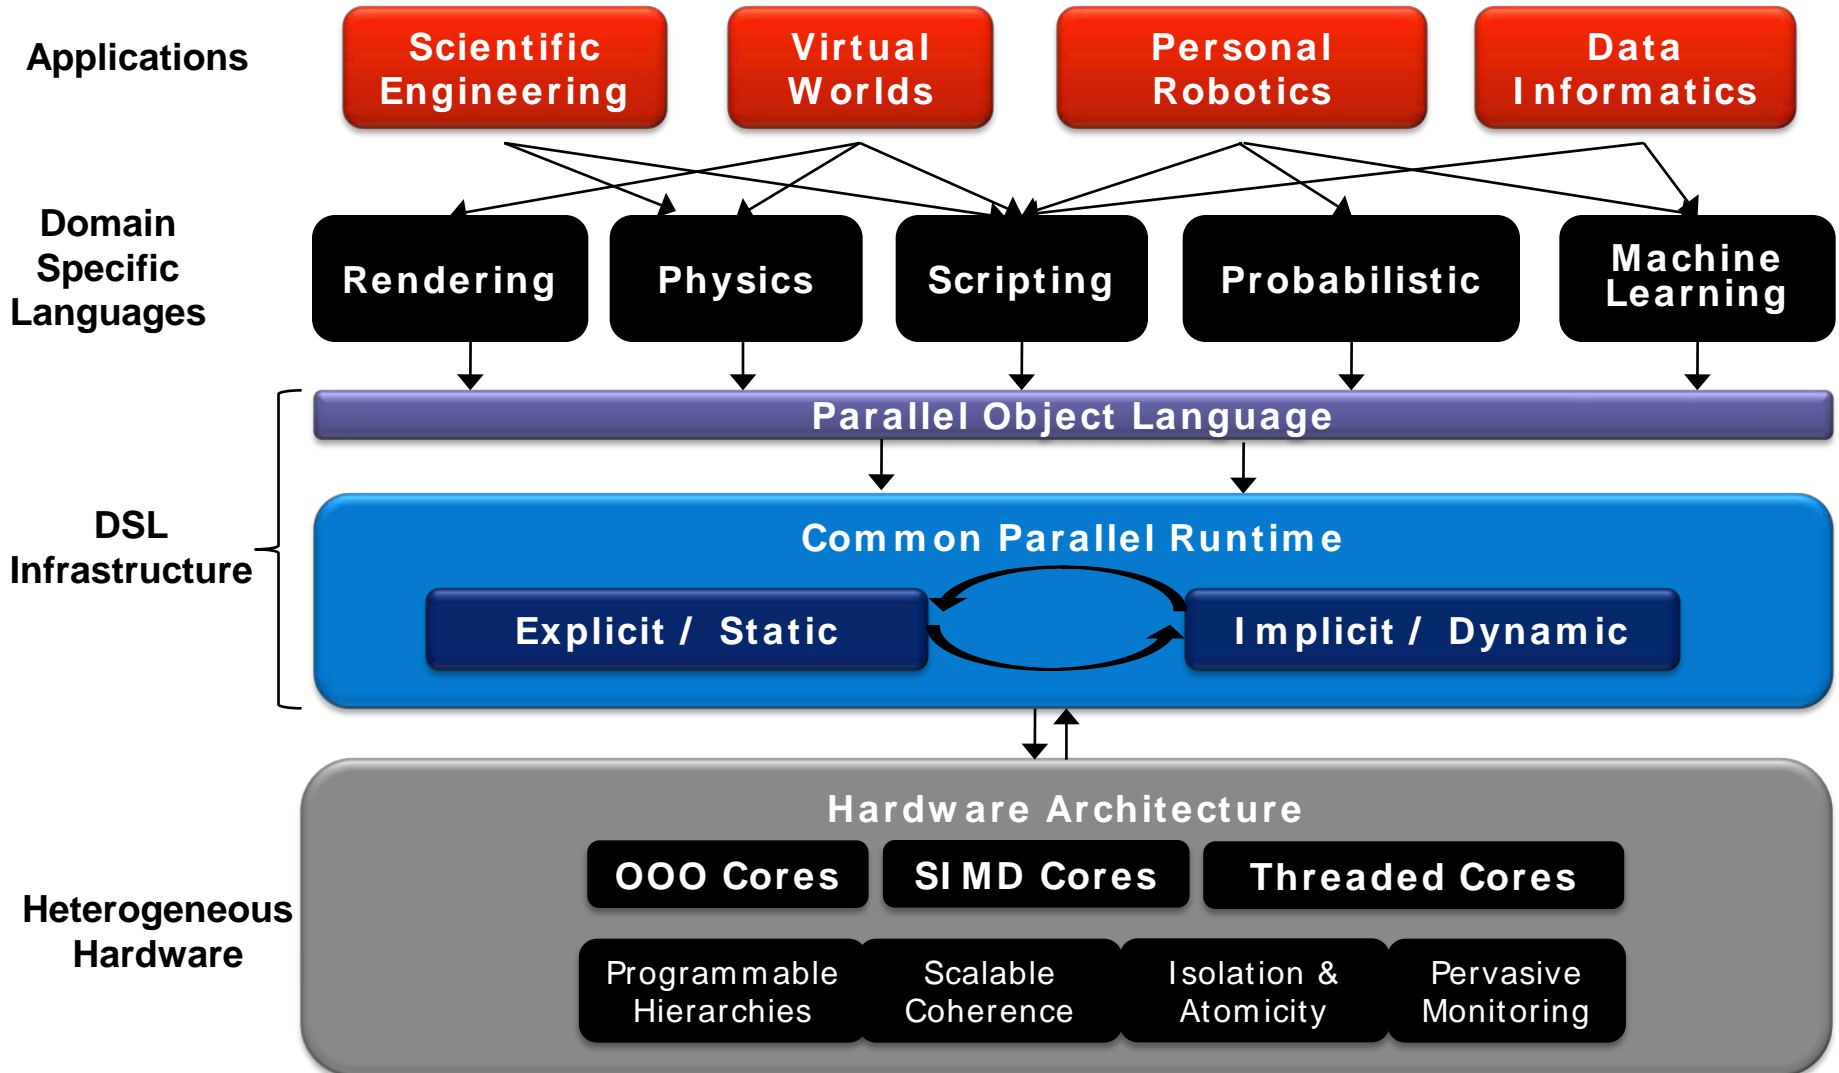 Applications
Scientific
Engineering
Virtual
Worlds
Personal
Robotics
Data
Informatics
Domain
Specific
Languages
Rendering
Physics
Scripting
Probabilistic
Machine
Learning
Parallel Object Language
DSL
Infrastructure
Common Parallel Runtime
Explicit / Static
Implicit / Dynamic
Hardware Architecture
OOO Cores
SIMD Cores
Threaded Cores
Heterogeneous
Hardware
Programmable
Hierarchies
Scalable
Coherence
Isolation &
Atomicity
Pervasive
Monitoring